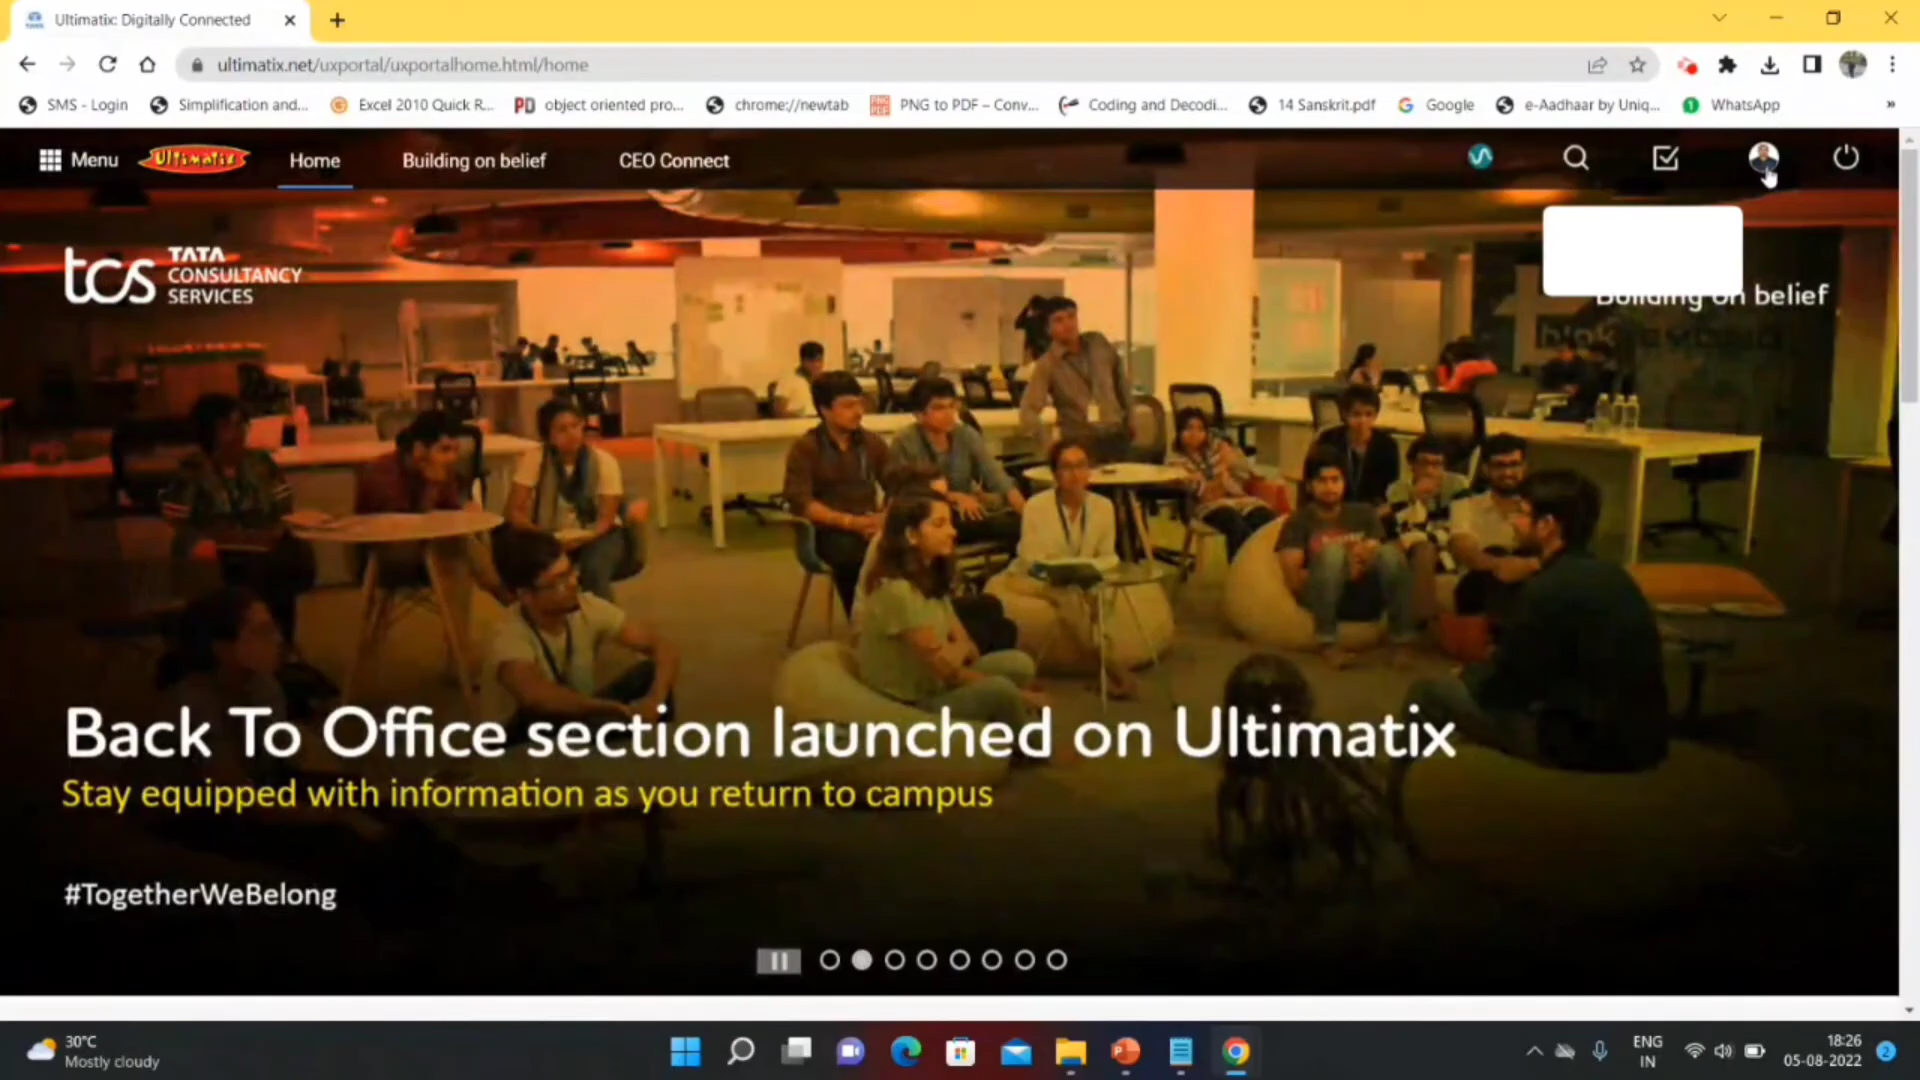 Ultimatix: Digitally Connected
ultimatix.net/uxportal/uxportalhome.html/home
SMS - Login
Simplification and...
Excel 2010 Quick R...
PD object oriented pro...
chrome://newtab
PNG to PDF – Conv...
Coding and Decodi...
14 Sanskrit.pdf
Google
e-Aadhaar by Uniq...
WhatsApp
»
Menu
Ultimatix
Home
Building on belief
CEO Connect
tcs TATA
CONSULTANCY
SERVICES
Building on belief
Back To Office section launched on Ultimatix
Stay equipped with information as you return to campus
#TogetherWeBelong
30°C
Mostly cloudy
ENG
IN
18:26
05-08-2022
2